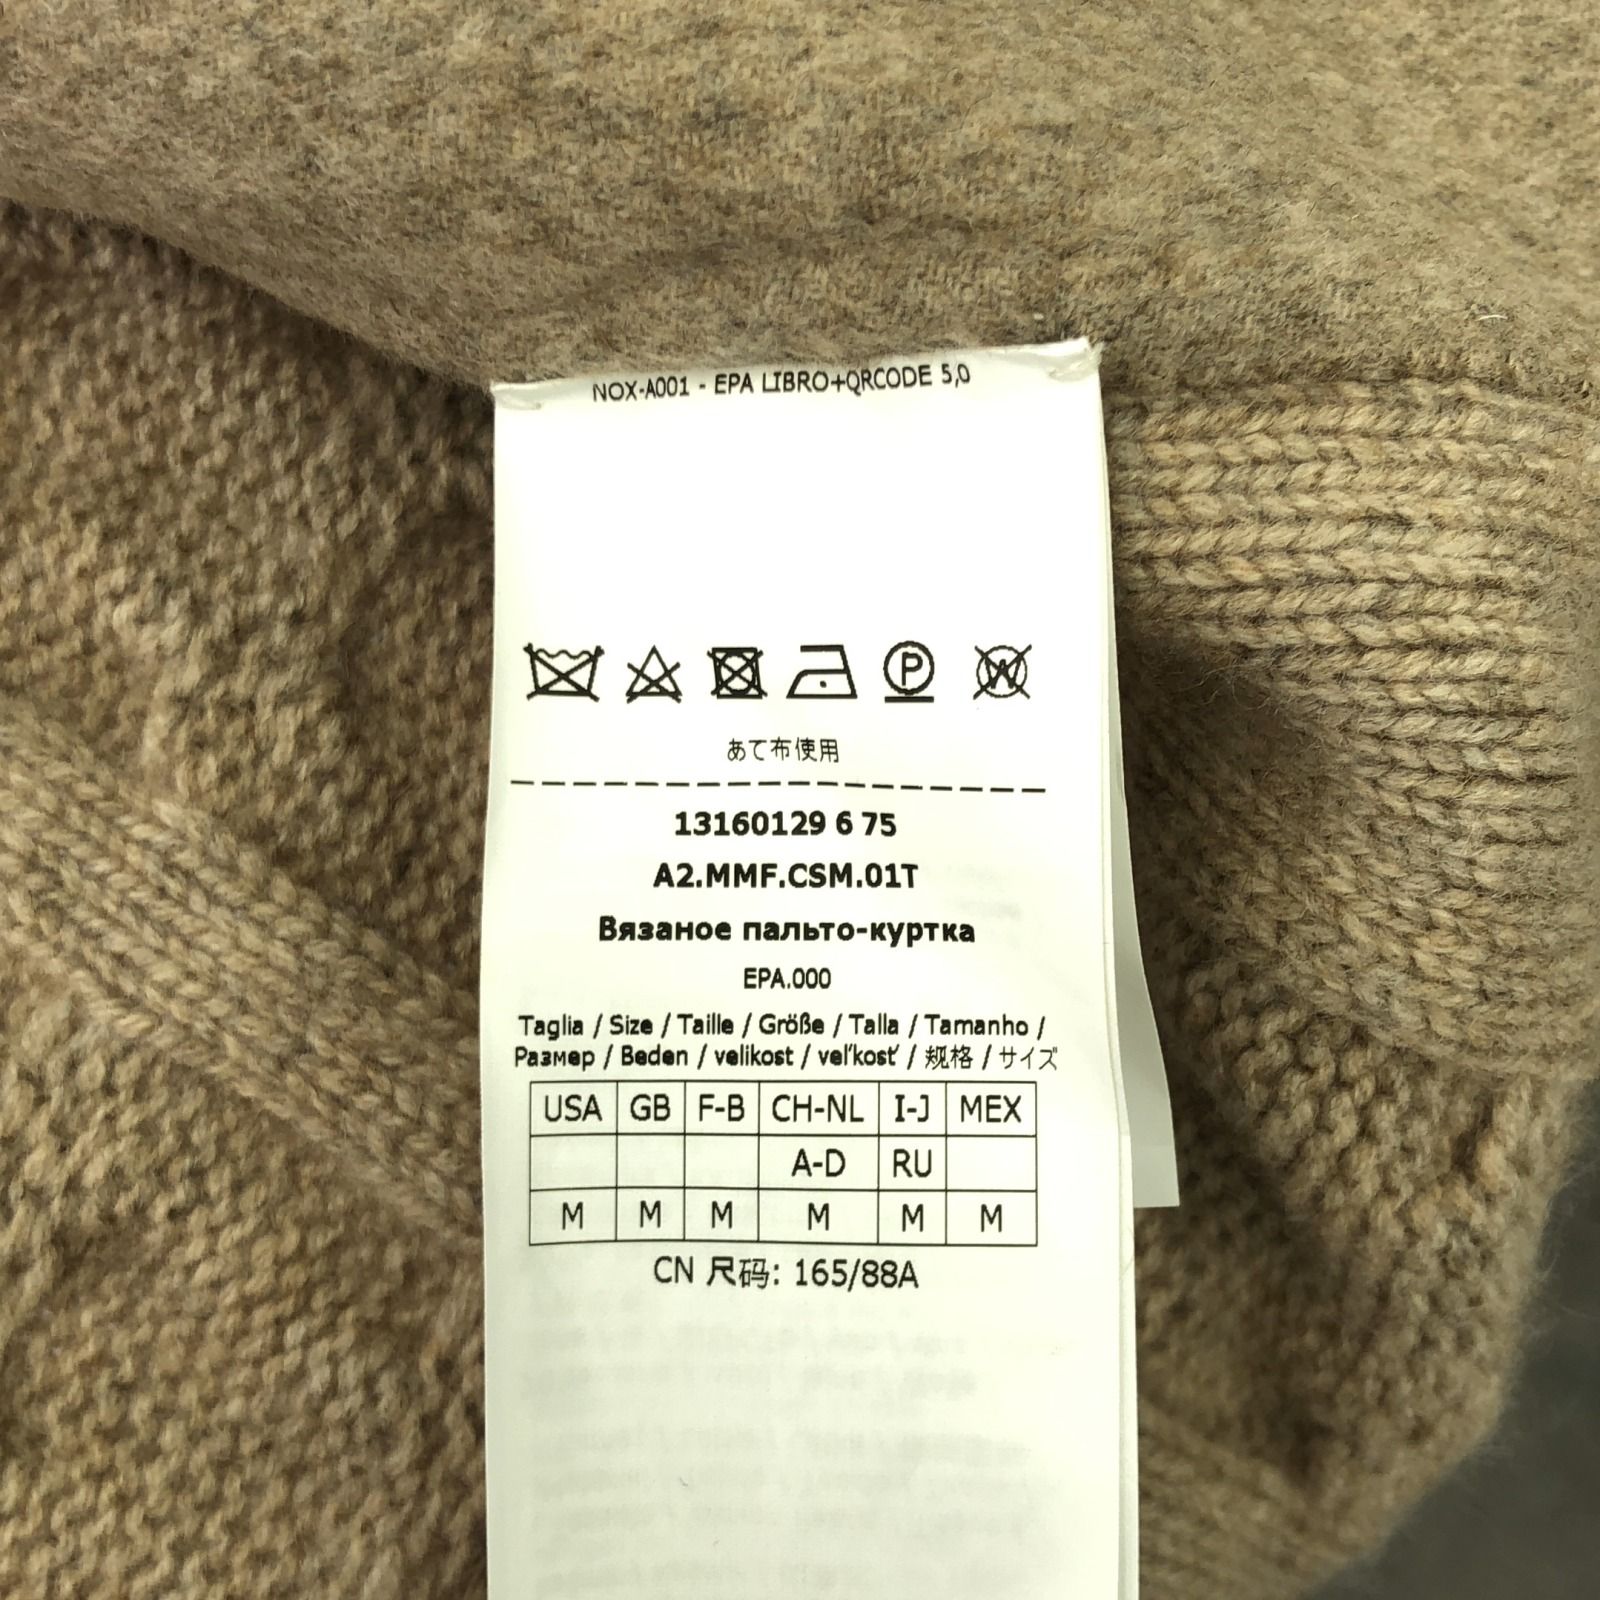 NOX-A001 - EPA LIBRO+QRCODE 5,0
P W
あて布使用
13160129 6 75
A2.MMF.CSM.01T
Вязаное пальто-куртка
EPA.000
Taglia / Size / Taille / Größe / Talla / Tamanho /
Размер / Beden / velikost / veľkosť / 规格 / サイズ
USA GB F-B CH-NL I-J MEX
A-D RU
M M M M M M
CN 尺码: 165/88A